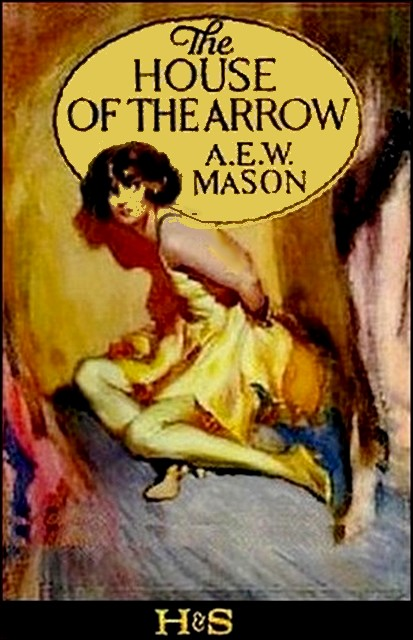 The
HOUSE
OF THE ARROW
A.E.W.
MASON
H&S